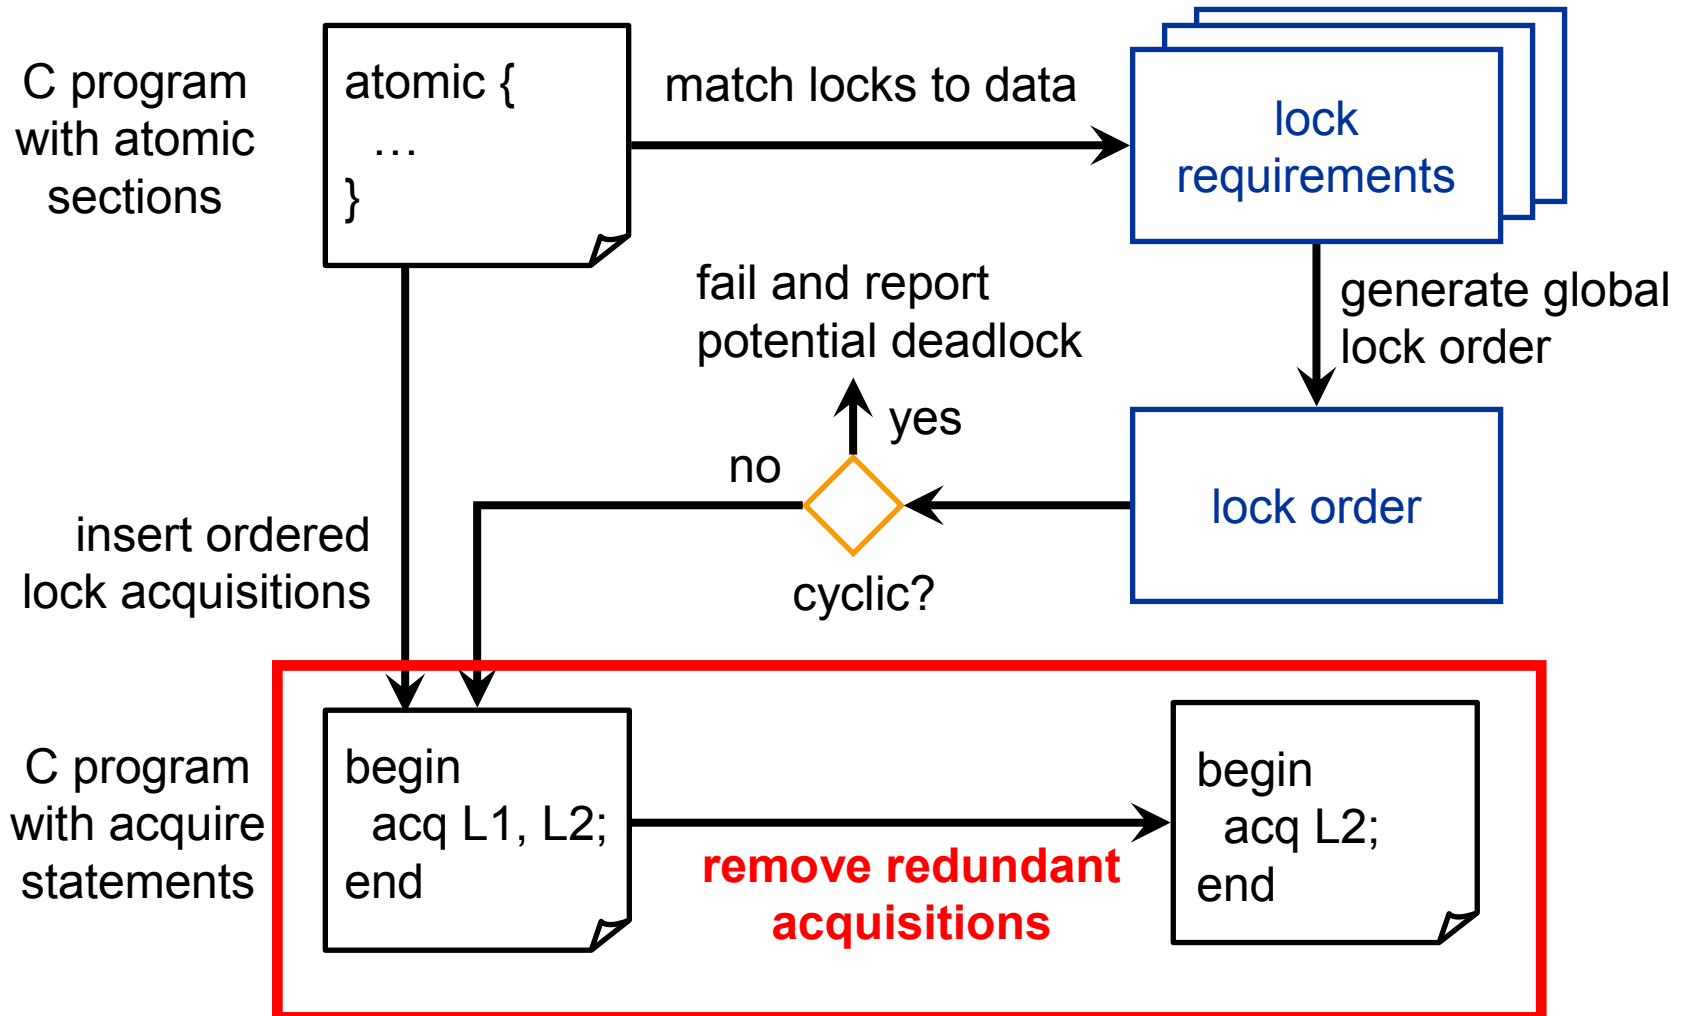 C program
with atomic
sections
atomic {
…
}
match locks to data
lock
requirements
fail and report
potential deadlock
generate global
lock order
yes
no
cyclic?
lock order
insert ordered
lock acquisitions
C program
with acquire
statements
begin
acq L1, L2;
end
remove redundant
acquisitions
begin
acq L2;
end